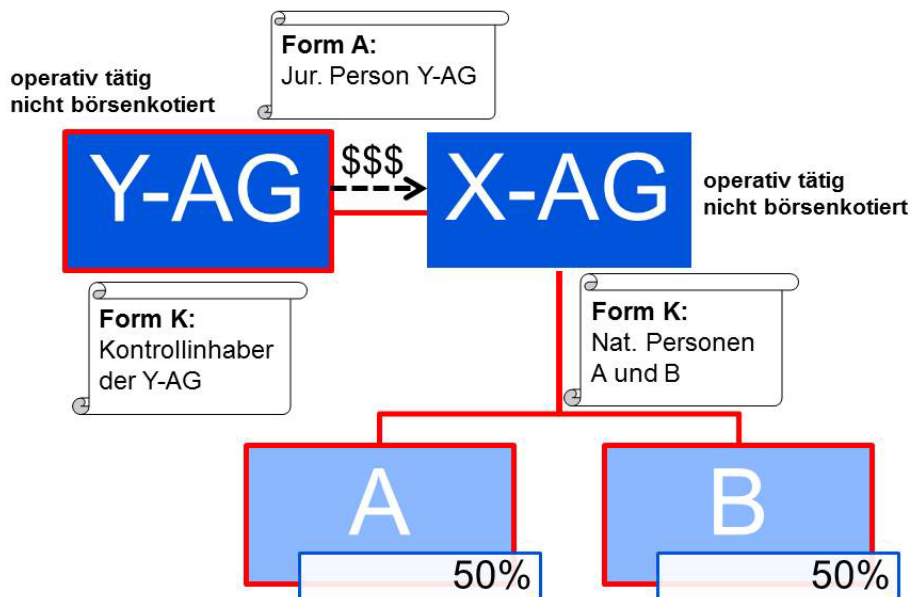 Form A:
Jur. Person Y-AG
operativ tätig
nicht börsenkotiert
Y-AG
$$$
X-AG
operativ tätig
nicht börsenkotiert
Form K:
Kontrollinhaber
der Y-AG
Form K:
Nat. Personen
A und B
A
50%
B
50%